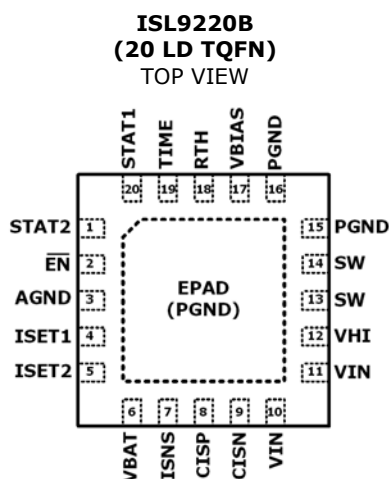 ISL9220B
(20 LD TQFN)
TOP VIEW
STAT1 TIME RTH VBIAS PGND
20 19 18 17 16
STAT2 1
EN 2
AGND 3
ISET1 4
ISET2 5
EPAD
(PGND)
15 PGND
14 SW
13 SW
12 VHI
11 VIN
6 7 8 9 10
VBAT ISNS CISP CISN VIN